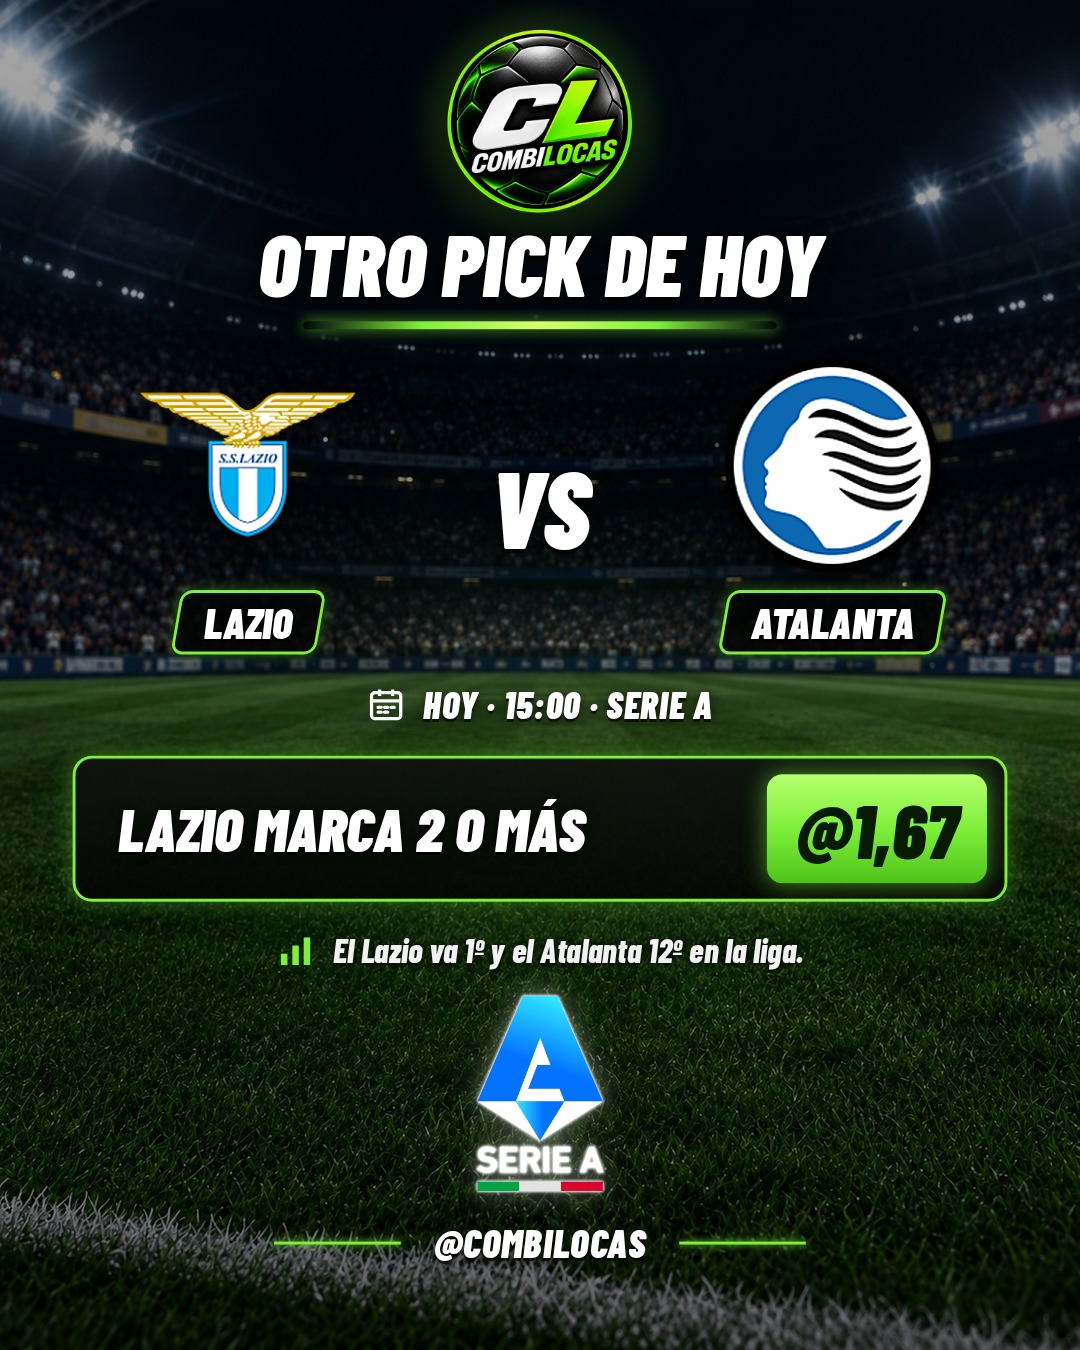 CL
COMBILOCAS
OTRO PICK DE HOY
S.S.LAZIO
VS
LAZIO
ATALANTA
HOY · 15:00 · SERIE A
LAZIO MARCA 2 O MÁS
@1,67
El Lazio va 1º y el Atalanta 12º en la liga.
SERIE A
@COMBILOCAS